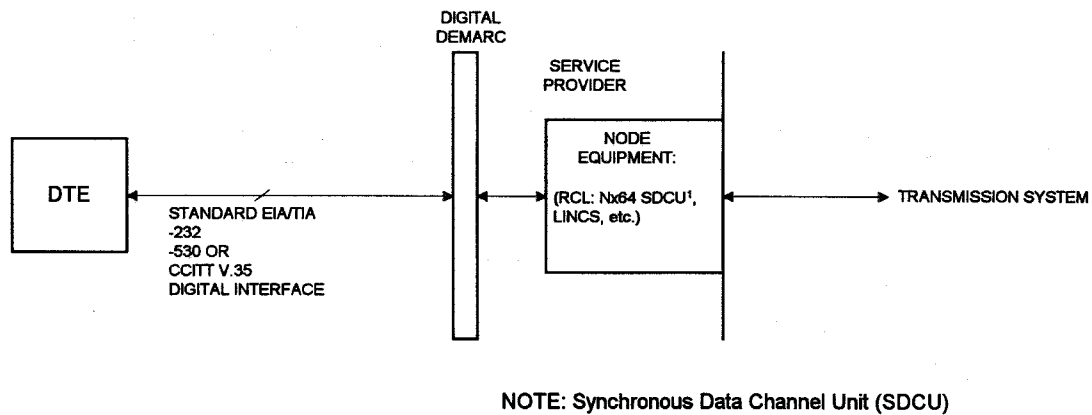 DIGITAL
DEMARC
SERVICE
PROVIDER
DTE
STANDARD EIA/TIA
-232
-530 OR
CCITT V.35
DIGITAL INTERFACE
NODE
EQUIPMENT:
(RCL: Nx64 SDCU¹,
LINCS, etc.)
TRANSMISSION SYSTEM
NOTE: Synchronous Data Channel Unit (SDCU)